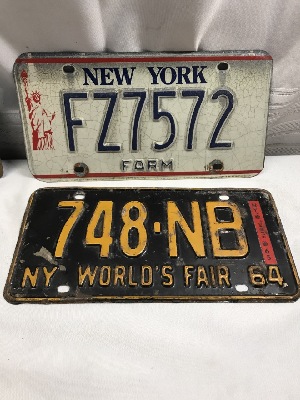 NEW YORK
FZ7572
FARM
748·NB
NY WORLD'S FAIR 64